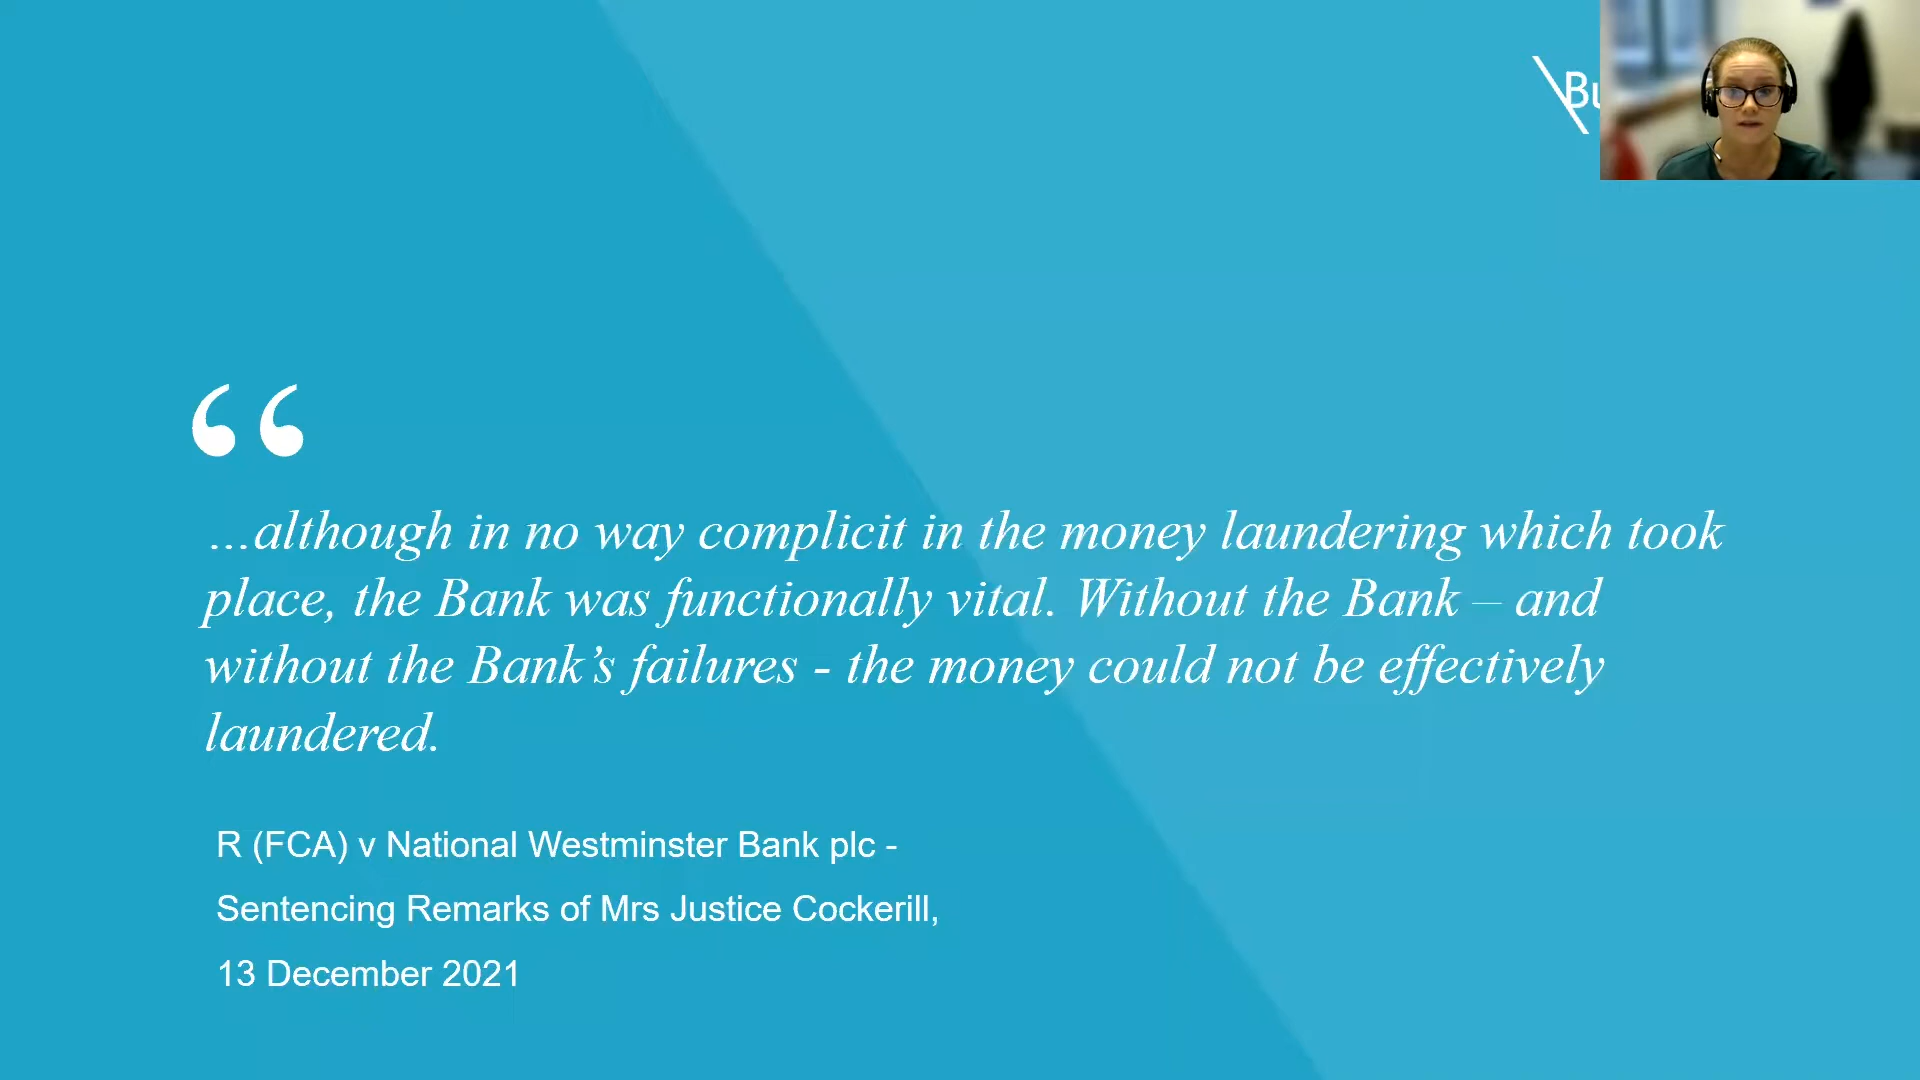 Bu
“
...although in no way complicit in the money laundering which took
place, the Bank was functionally vital. Without the Bank – and
without the Bank’s failures - the money could not be effectively
laundered.
R (FCA) v National Westminster Bank plc -
Sentencing Remarks of Mrs Justice Cockerill,
13 December 2021